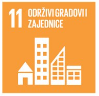 11 ODRŽIVI GRADOVI I
ZAJEDNICE